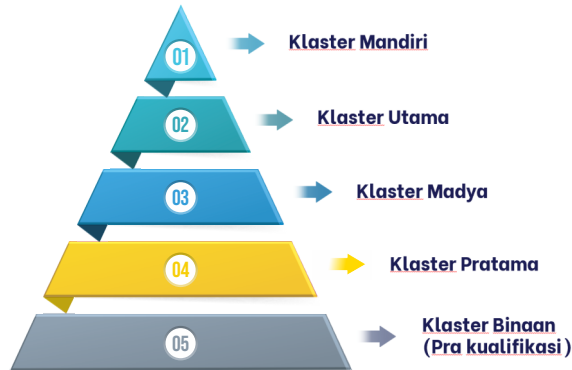 01
Klaster Mandiri
02
Klaster Utama
03
Klaster Madya
04
Klaster Pratama
05
Klaster Binaan
(Pra kualifikasi)